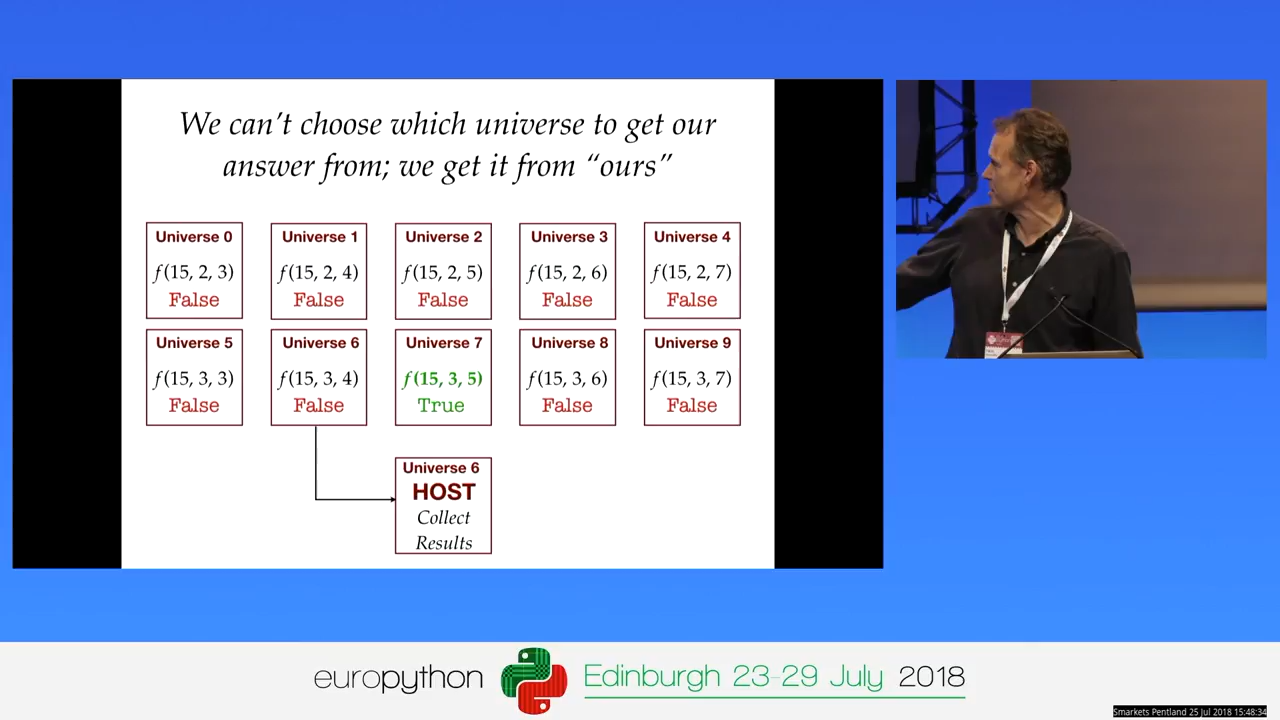 We can't choose which universe to get our
answer from; we get it from “ours”
Universe 0
f(15, 2, 3)
False
Universe 1
f(15, 2, 4)
False
Universe 2
f(15, 2, 5)
False
Universe 3
f(15, 2, 6)
False
Universe 4
f(15, 2, 7)
False
Universe 5
f(15, 3, 3)
False
Universe 6
f(15, 3, 4)
False
Universe 7
f(15, 3, 5)
True
Universe 8
f(15, 3, 6)
False
Universe 9
f(15, 3, 7)
False
Universe 6
HOST
Collect
Results
europython
Edinburgh 23-29 July 2018
Smarkets Pentland 25 Jul 2018 15:48:34